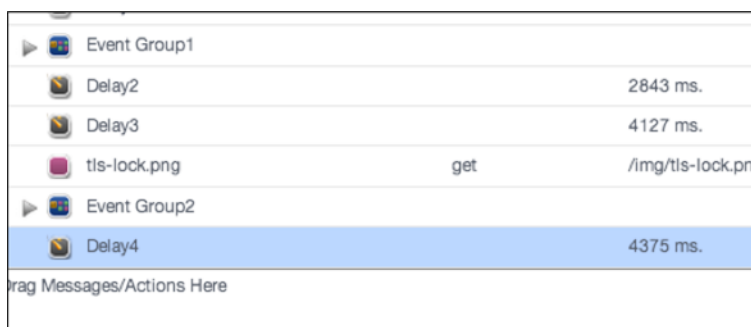 Event Group1
Delay2 2843 ms.
Delay3 4127 ms.
tls-lock.png get /img/tls-lock.pn
Event Group2
Delay4 4375 ms.
Drag Messages/Actions Here